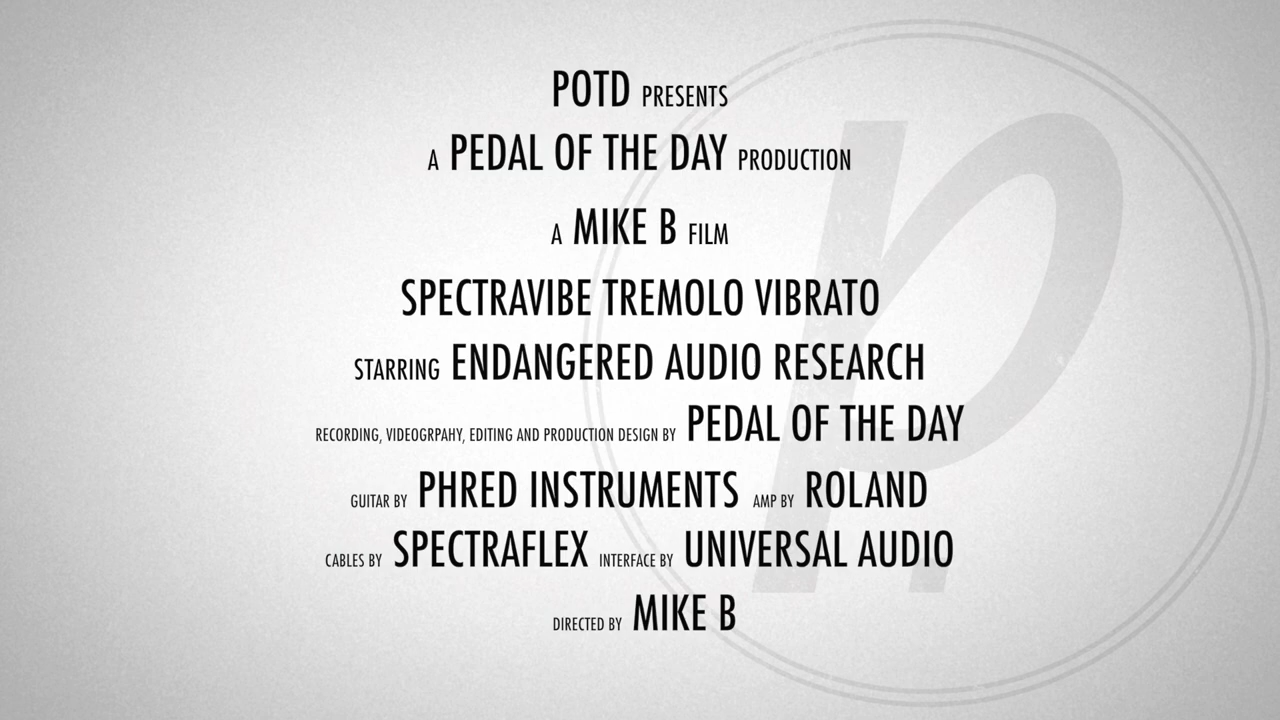 POTD PRESENTS
A PEDAL OF THE DAY PRODUCTION
A MIKE B FILM
SPECTRAVIBE TREMOLO VIBRATO
STARRING ENDANGERED AUDIO RESEARCH
RECORDING, VIDEOGRPAHY, EDITING AND PRODUCTION DESIGN BY PEDAL OF THE DAY
GUITAR BY PHRED INSTRUMENTS AMP BY ROLAND
CABLES BY SPECTRAFLEX INTERFACE BY UNIVERSAL AUDIO
DIRECTED BY MIKE B
p